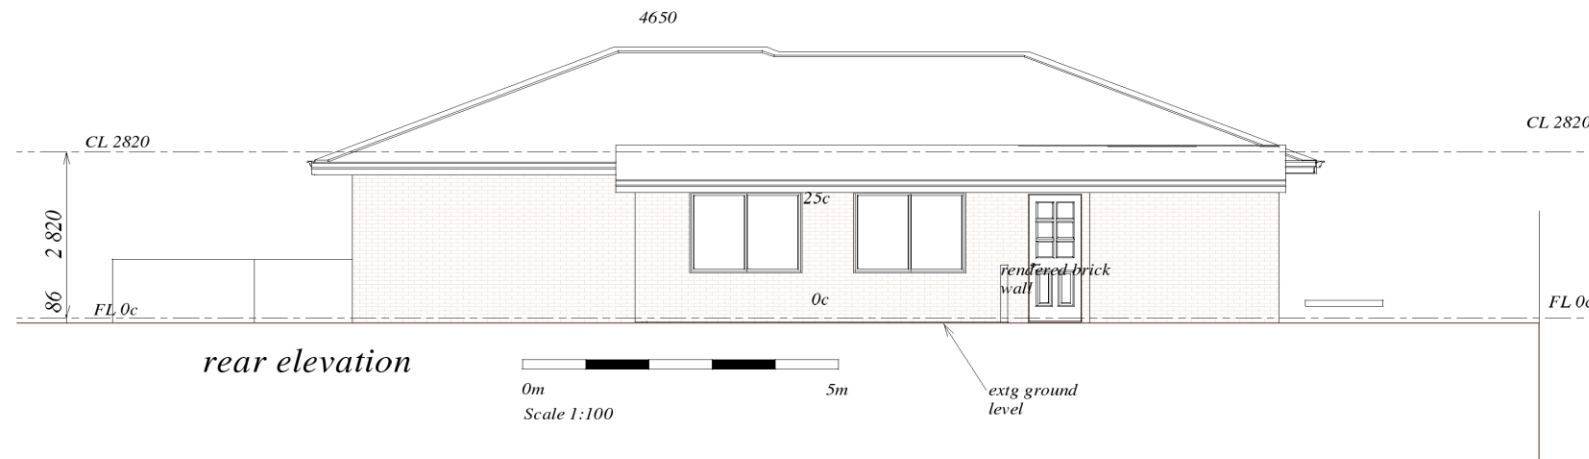 4650
CL 2820
CL 2820
2 820
25c
rendered brick
wall
0c
86
FL 0c
FL 0c
rear elevation
0m
5m
Scale 1:100
extg ground
level